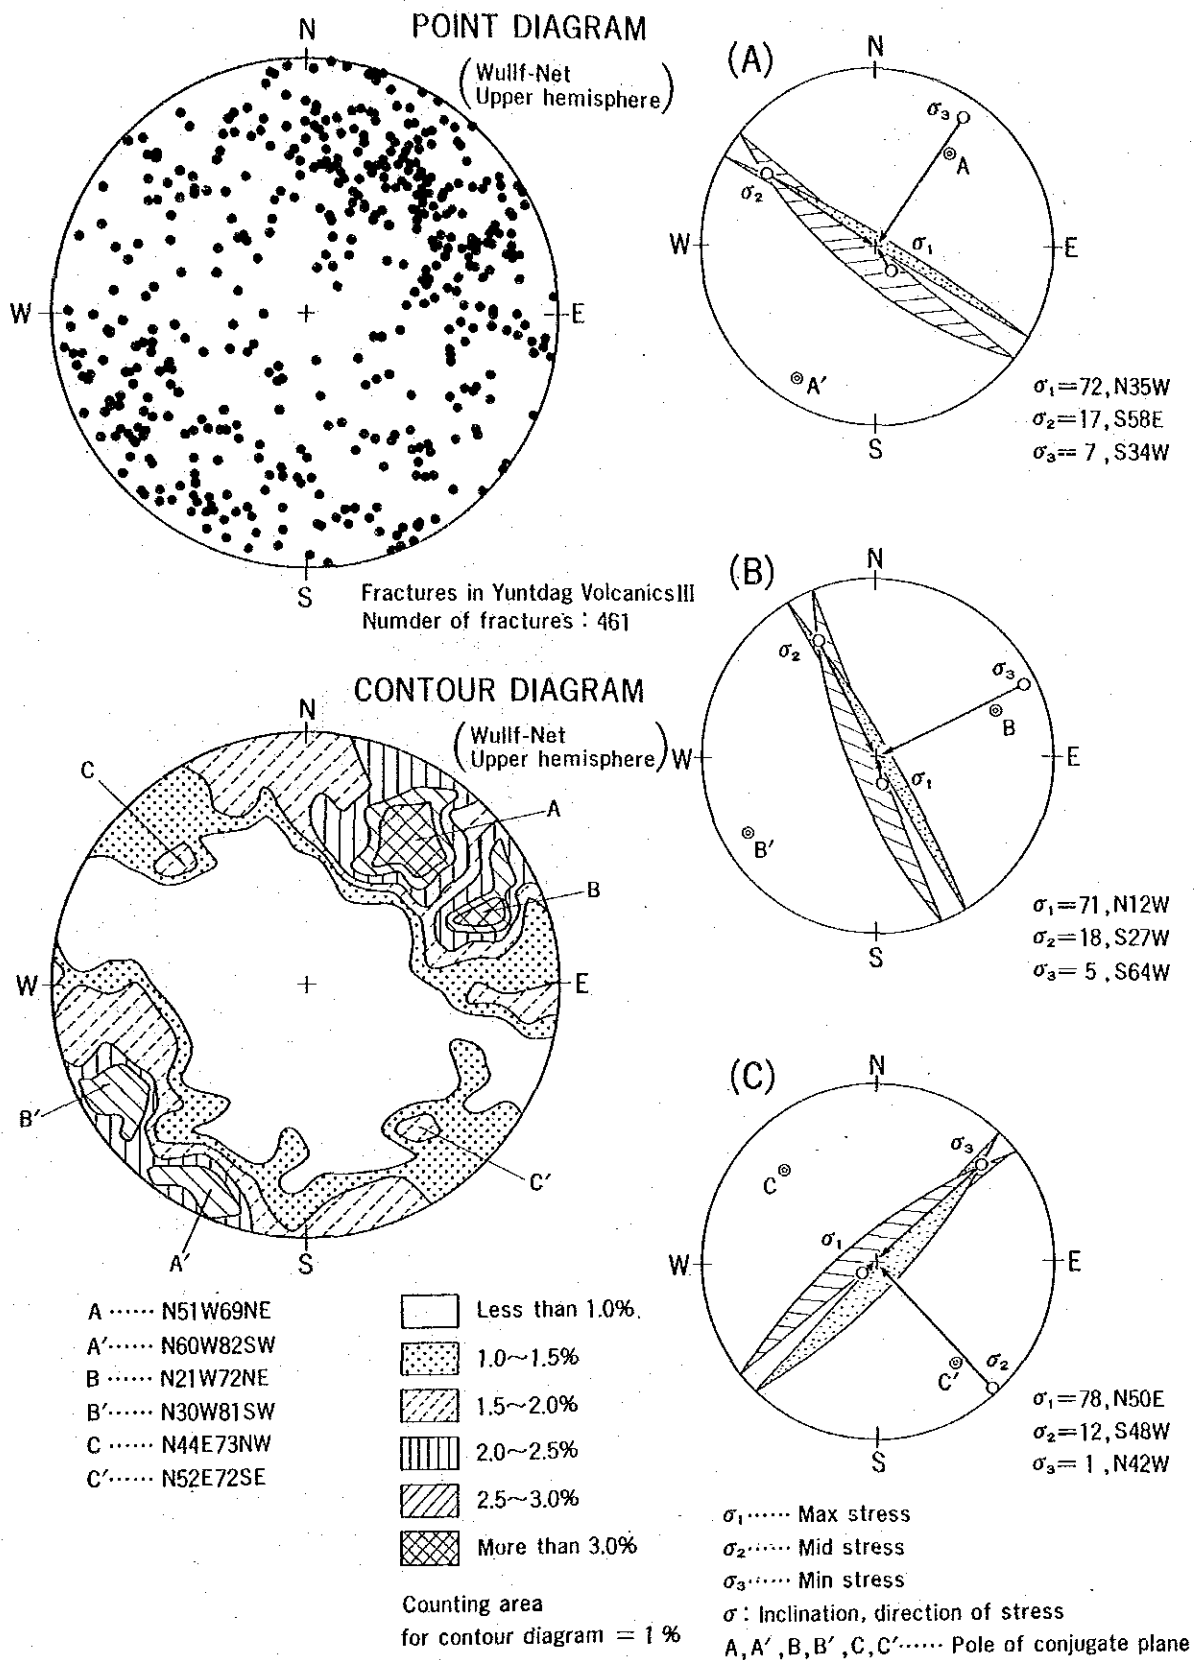 POINT DIAGRAM
(Wullf-Net
Upper hemisphere)
N
W
E
S
Fractures in Yuntdag Volcanics III
Numder of fractures : 461
CONTOUR DIAGRAM
(Wullf-Net
Upper hemisphere)
N
C
A
B
W
E
B'
C'
A'
S
A ······ N51W69NE
A'······ N60W82SW
B ······ N21W72NE
B'······ N30W81SW
C ······ N44E73NW
C'······ N52E72SE
Less than 1.0%
1.0~1.5%
1.5~2.0%
2.0~2.5%
2.5~3.0%
More than 3.0%
Counting area
for contour diagram = 1 %
(A)
N
σ₃
A
σ₂
σ₁
W
E
A'
S
σ₁=72, N35W
σ₂=17, S58E
σ₃= 7 , S34W
(B)
N
σ₂
σ₃
B
W
E
σ₁
B'
S
σ₁=71, N12W
σ₂=18, S27W
σ₃= 5 , S64W
(C)
N
σ₃
C
σ₁
W
E
C'
σ₂
S
σ₁=78, N50E
σ₂=12, S48W
σ₃= 1 , N42W
σ₁······ Max stress
σ₂······ Mid stress
σ₃······ Min stress
σ : Inclination, direction of stress
A, A' , B, B' , C, C'······ Pole of conjugate plane